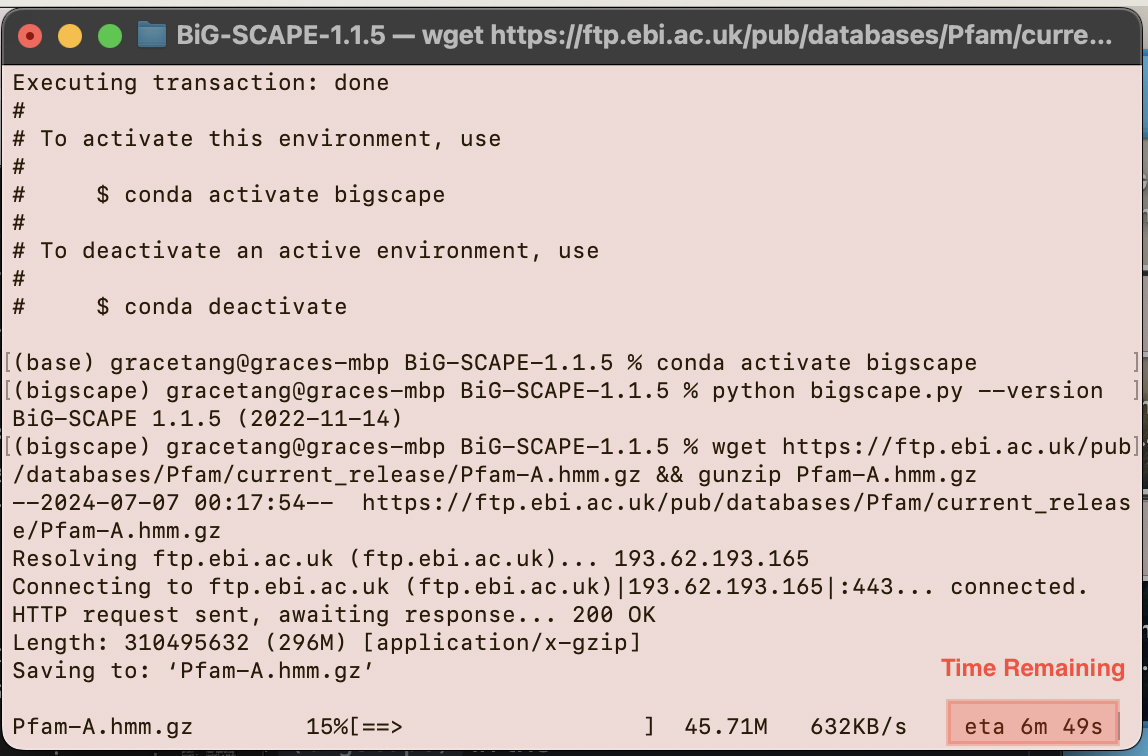 BiG-SCAPE-1.1.5 — wget https://ftp.ebi.ac.uk/pub/databases/Pfam/curre...
Executing transaction: done
#
# To activate this environment, use
#
#     $ conda activate bigscape
#
# To deactivate an active environment, use
#
#     $ conda deactivate
[(base) gracetang@graces-mbp BiG-SCAPE-1.1.5 % conda activate bigscape ]
[(bigscape) gracetang@graces-mbp BiG-SCAPE-1.1.5 % python bigscape.py --version ]
BiG-SCAPE 1.1.5 (2022-11-14)
[(bigscape) gracetang@graces-mbp BiG-SCAPE-1.1.5 % wget https://ftp.ebi.ac.uk/pub]
/databases/Pfam/current_release/Pfam-A.hmm.gz && gunzip Pfam-A.hmm.gz
--2024-07-07 00:17:54--  https://ftp.ebi.ac.uk/pub/databases/Pfam/current_releas
e/Pfam-A.hmm.gz
Resolving ftp.ebi.ac.uk (ftp.ebi.ac.uk)... 193.62.193.165
Connecting to ftp.ebi.ac.uk (ftp.ebi.ac.uk)|193.62.193.165|:443... connected.
HTTP request sent, awaiting response... 200 OK
Length: 310495632 (296M) [application/x-gzip]
Saving to: ‘Pfam-A.hmm.gz’
Time Remaining
Pfam-A.hmm.gz        15%[==>                 ]  45.71M   632KB/s    eta 6m 49s